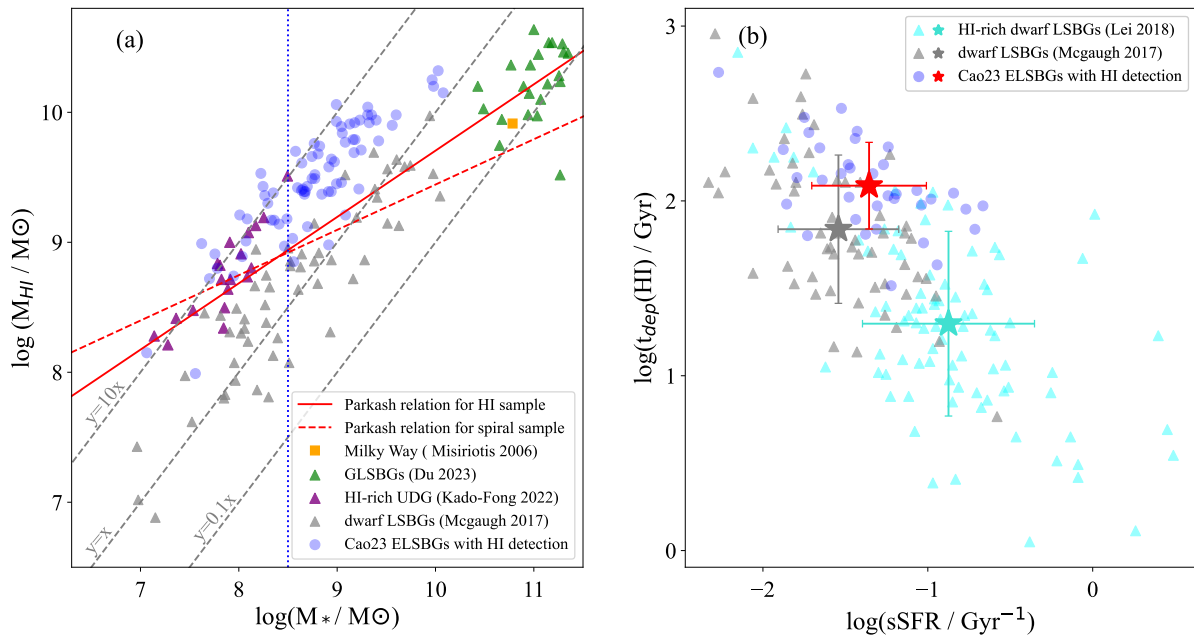 (a)
log (M_HI / M⊙)
10
9
8
7
y=10x
y=x
y=0.1x
Parkash relation for HI sample
Parkash relation for spiral sample
Milky Way ( Misiriotis 2006)
GLSBGs (Du 2023)
HI-rich UDG (Kado-Fong 2022)
dwarf LSBGs (Mcgaugh 2017)
Cao23 ELSBGs with HI detection
7 8 9 10 11
log(M∗/ M⊙)
(b)
HI-rich dwarf LSBGs (Lei 2018)
dwarf LSBGs (Mcgaugh 2017)
Cao23 ELSBGs with HI detection
log(t_dep(HI) / Gyr)
3
2
1
0
−2 −1 0
log(sSFR / Gyr⁻¹)